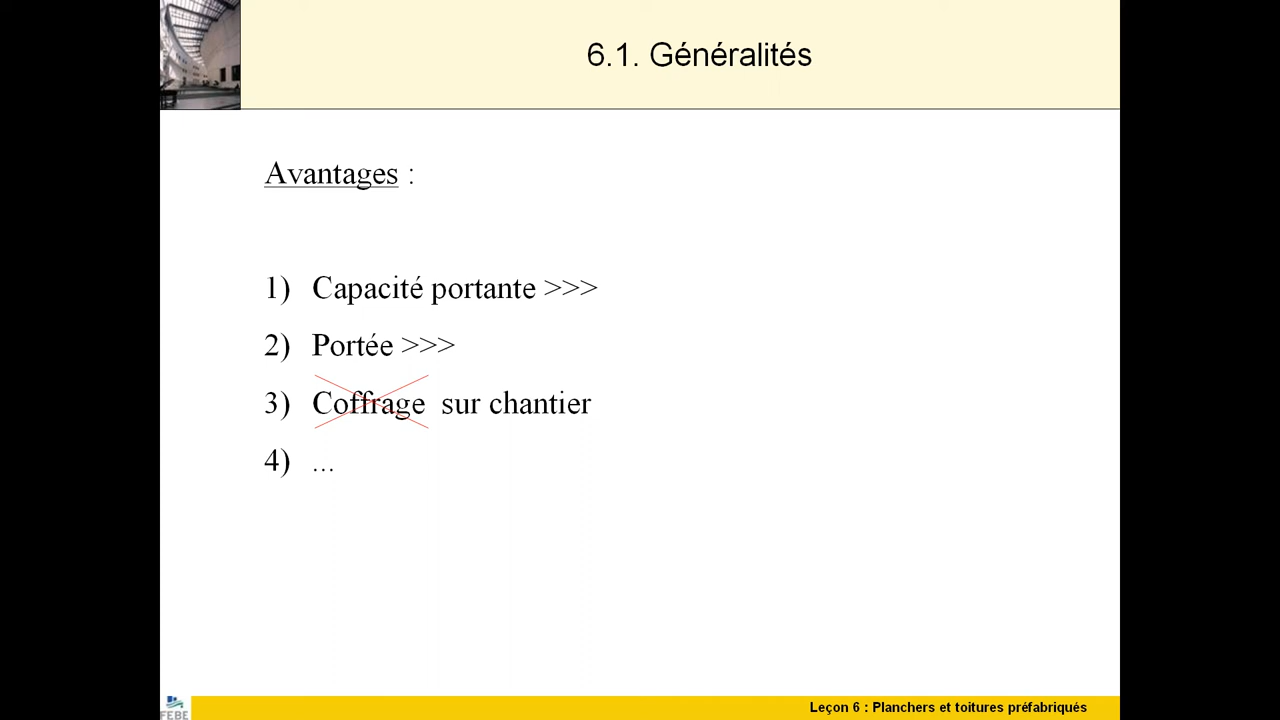 6.1. Généralités
Avantages :
1) Capacité portante >>>
2) Portée >>>
3) Coffrage sur chantier
4) ...
FEBE
Leçon 6 : Planchers et toitures préfabriqués